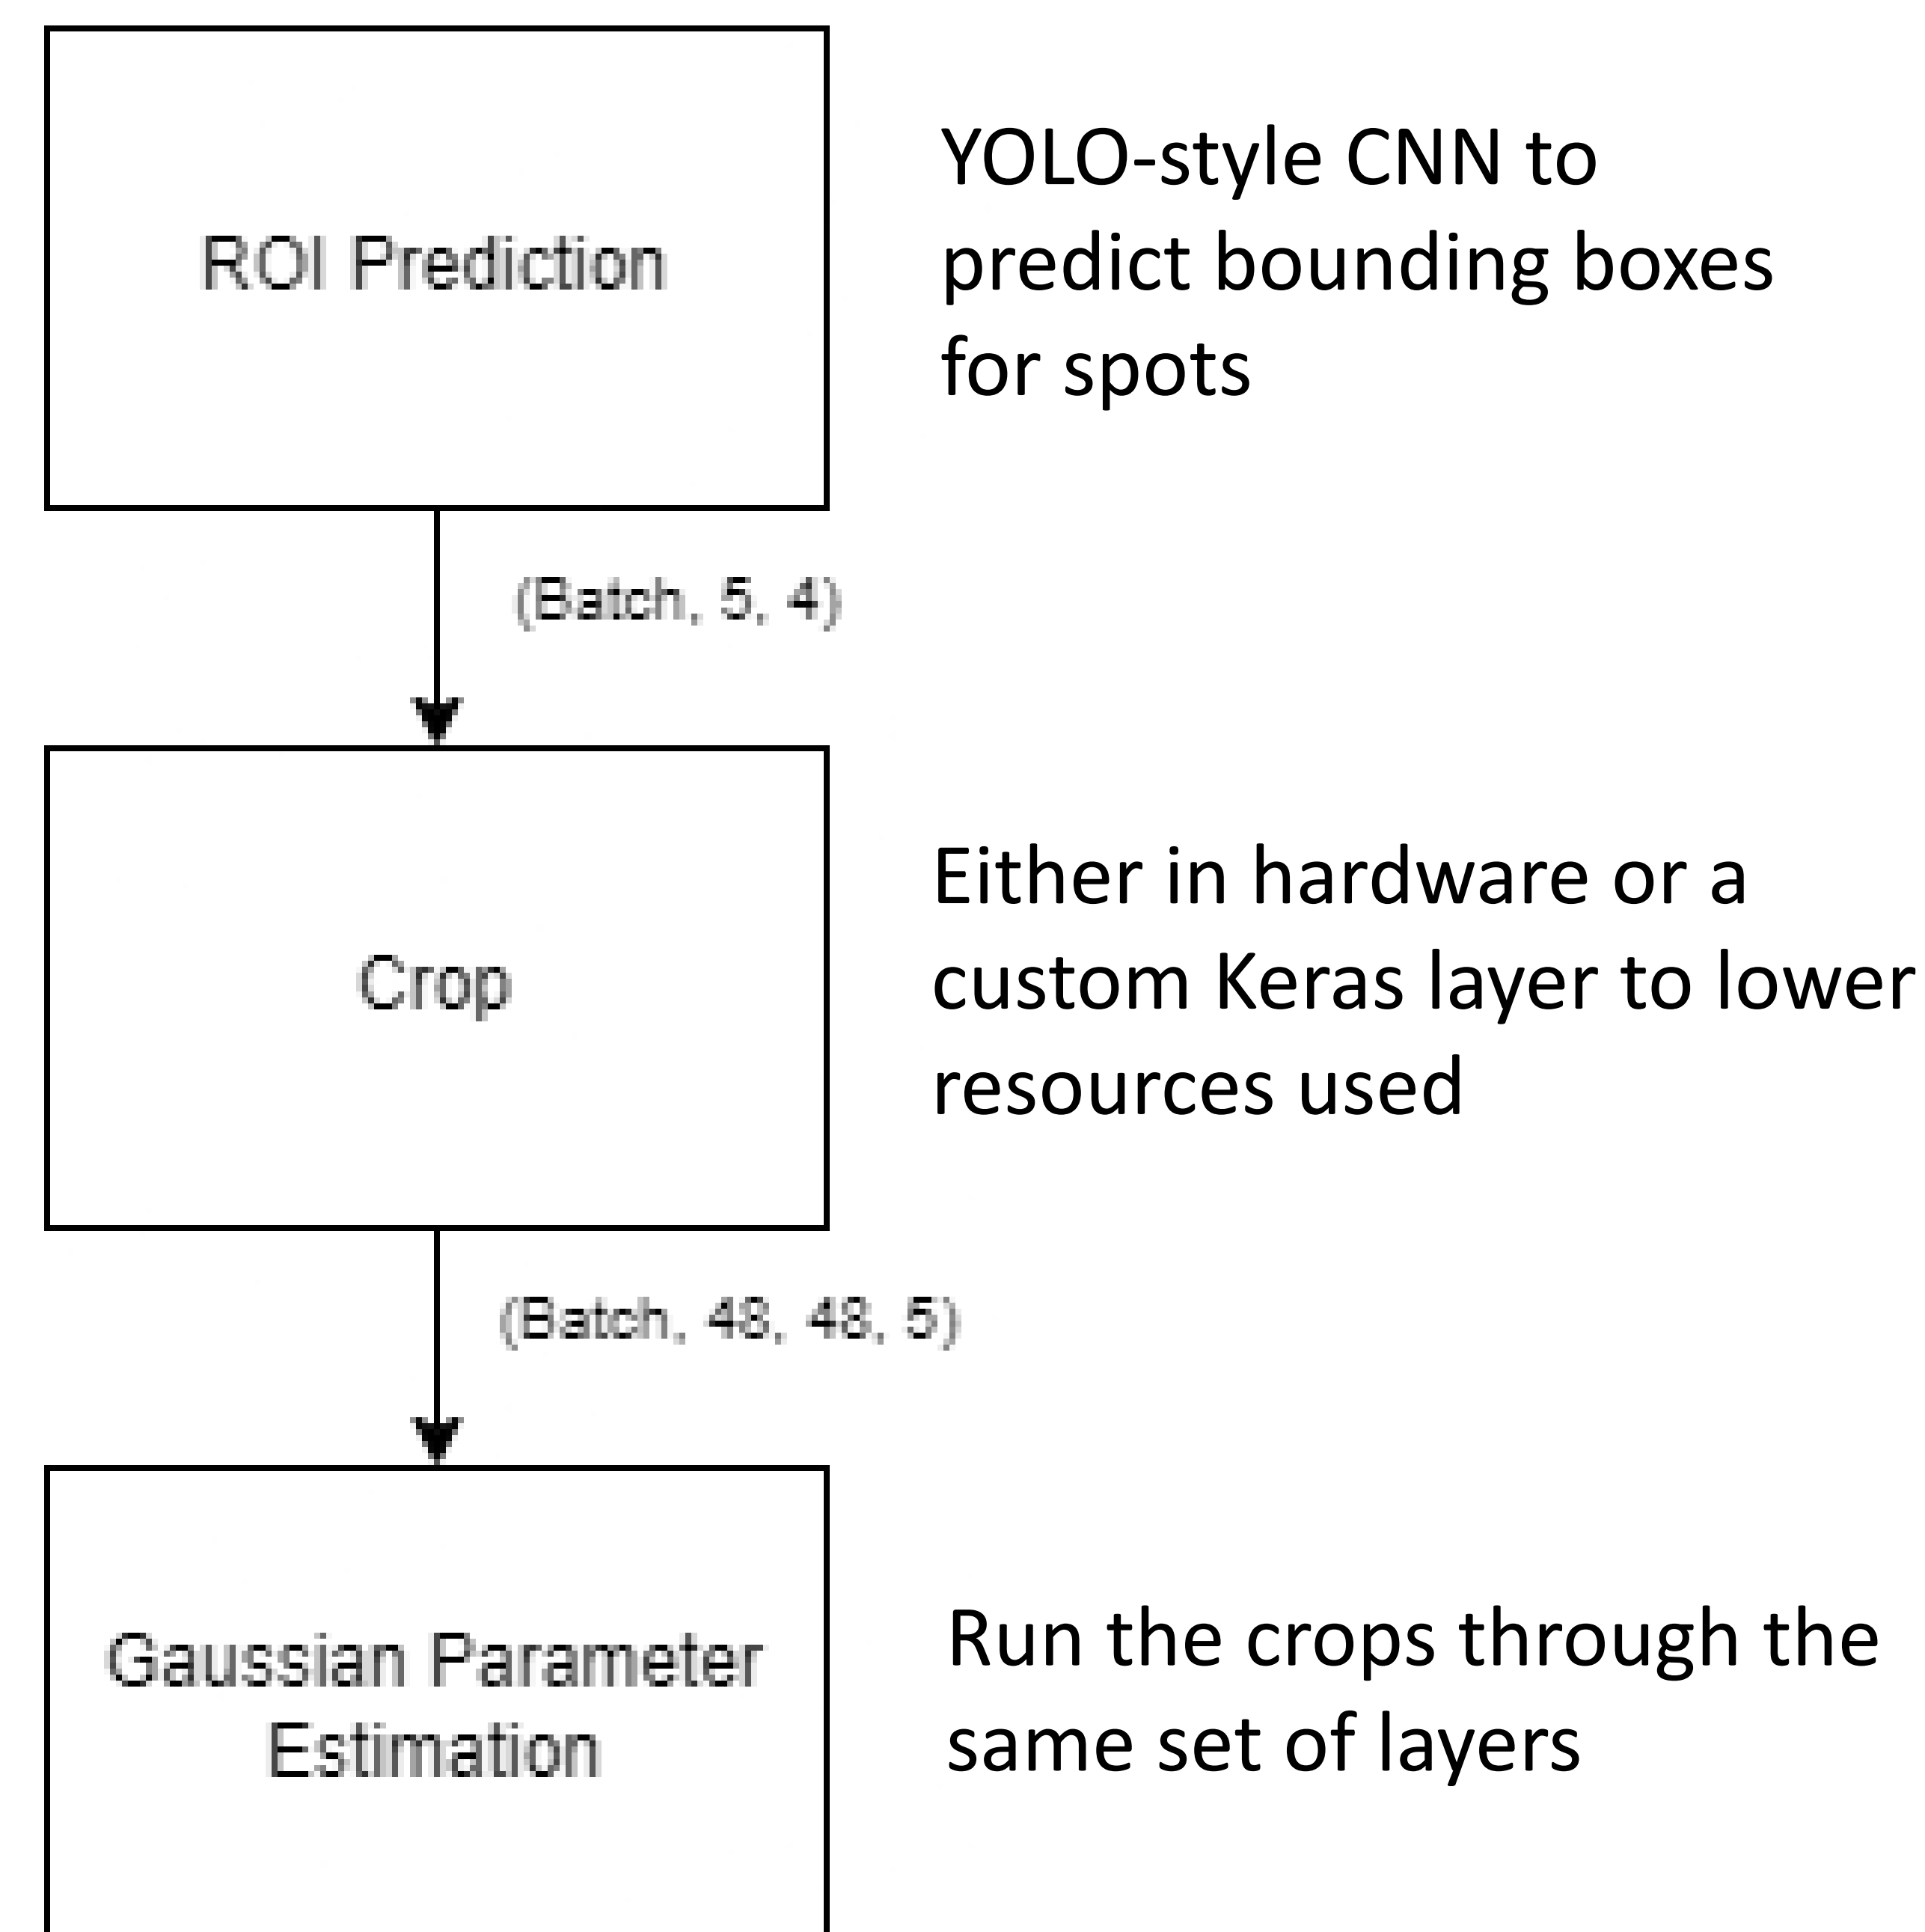 ROI Prediction
YOLO-style CNN to
predict bounding boxes
for spots
(Batch, 5, 4)
Crop
Either in hardware or a
custom Keras layer to lower
resources used
(Batch, 48, 48, 5)
Gaussian Parameter
Estimation
Run the crops through the
same set of layers